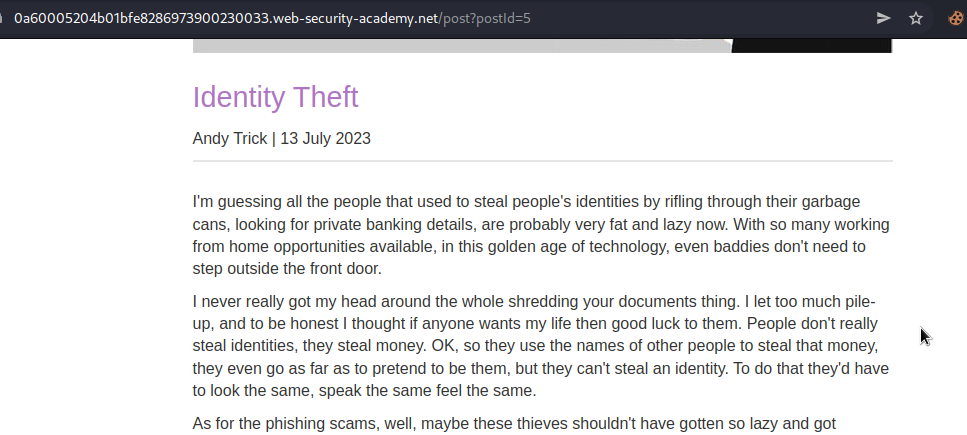 0a60005204b01bfe8286973900230033.web-security-academy.net/post?postId=5
Identity Theft
Andy Trick | 13 July 2023
I'm guessing all the people that used to steal people's identities by rifling through their garbage
cans, looking for private banking details, are probably very fat and lazy now. With so many working
from home opportunities available, in this golden age of technology, even baddies don't need to
step outside the front door.
I never really got my head around the whole shredding your documents thing. I let too much pile-
up, and to be honest I thought if anyone wants my life then good luck to them. People don't really
steal identities, they steal money. OK, so they use the names of other people to steal that money,
they even go as far as to pretend to be them, but they can't steal an identity. To do that they'd have
to look the same, speak the same feel the same.
As for the phishing scams, well, maybe these thieves shouldn't have gotten so lazy and got